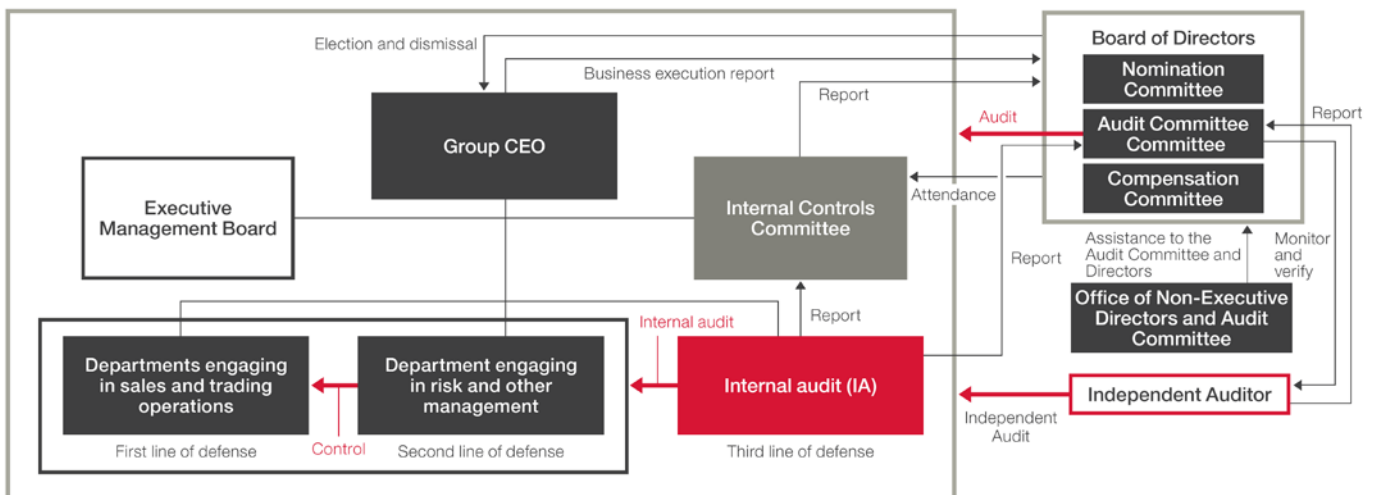 Election and dismissal
Business execution report
Report
Board of Directors
Nomination
Committee
Audit
Audit Committee
Committee
Report
Compensation
Committee
Group CEO
Executive
Management Board
Internal Controls
Committee
Attendance
Assistance to the
Audit Committee and
Directors
Monitor
and
verify
Report
Office of Non-Executive
Directors and Audit
Committee
Internal audit
Report
Departments engaging
in sales and trading
operations
Department engaging
in risk and other
management
Internal audit (IA)
Independent Auditor
Independent
Audit
First line of defense
Control
Second line of defense
Third line of defense